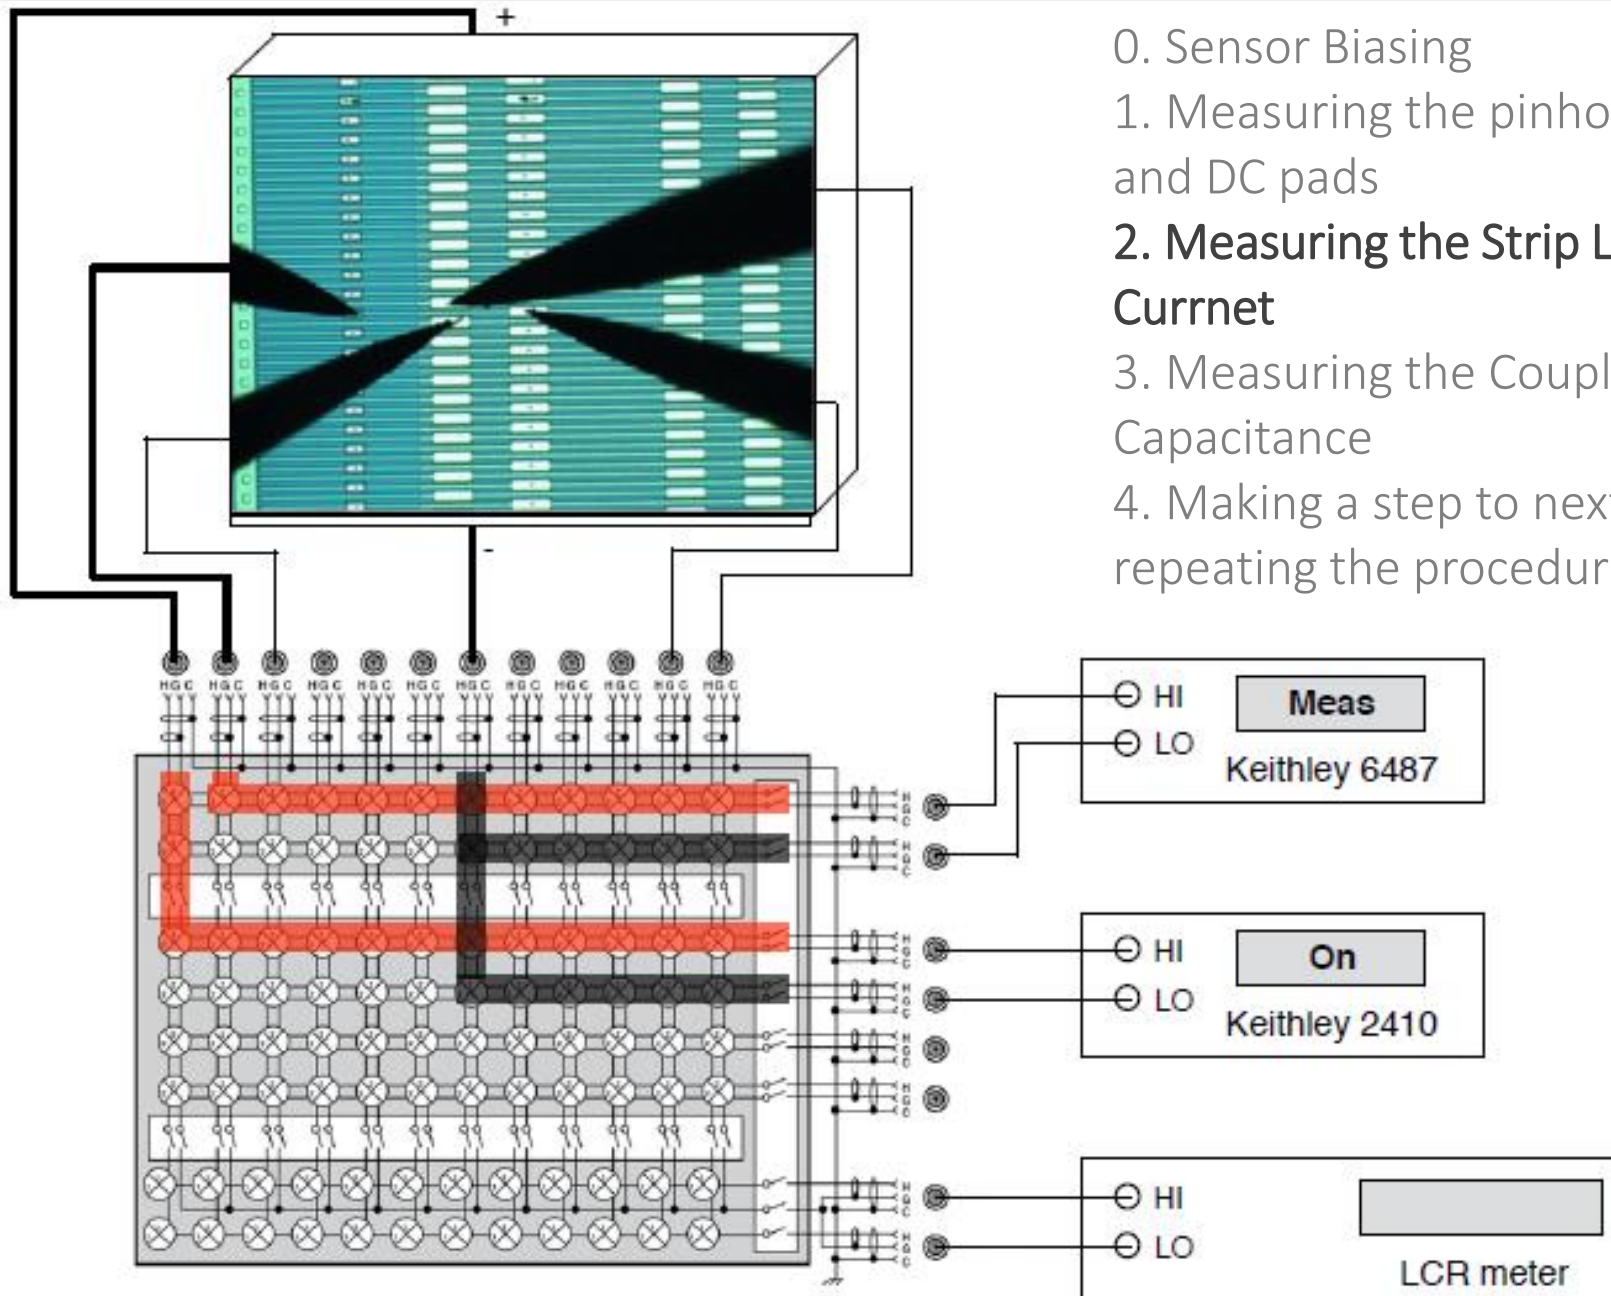 +
0. Sensor Biasing
1. Measuring the pinho
and DC pads
2. Measuring the Strip L
Currnet
3. Measuring the Coupl
Capacitance
4. Making a step to nex
repeating the procedur
-
H G C H G C H G C H G C H G C H G C H G C H G C H G C H G C H G C H G C
HI
Meas
LO
Keithley 6487
H
G
C
H
G
C
HI
On
LO
Keithley 2410
H
G
C
H
G
C
H
G
C
H
G
C
HI
LO
LCR meter
H
G
C
H
G
C